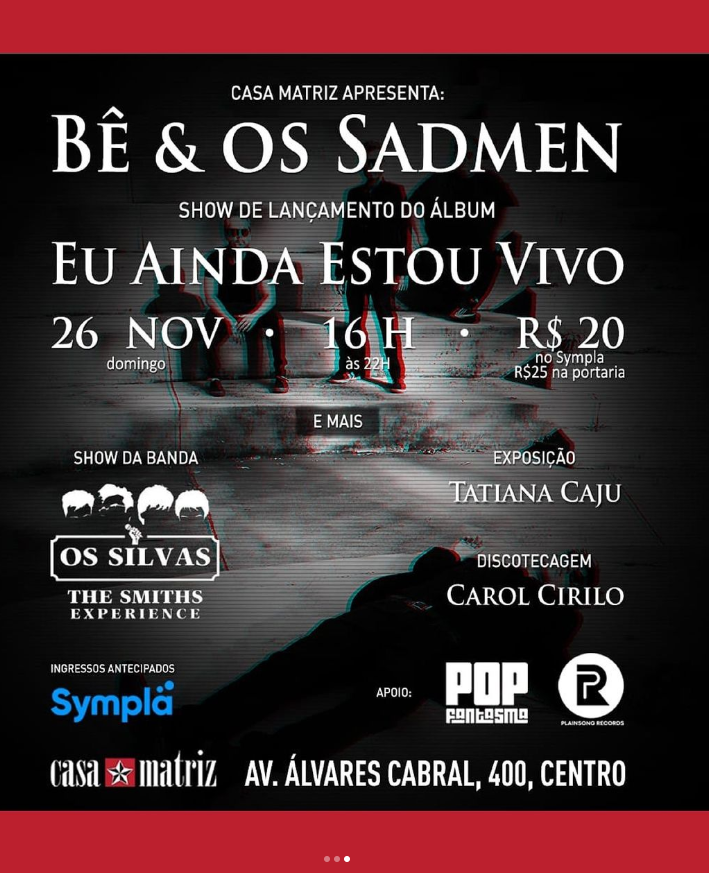 CASA MATRIZ APRESENTA:
BÊ & OS SADMEN
SHOW DE LANÇAMENTO DO ÁLBUM
EU AINDA ESTOU VIVO
26 NOV • 16 H • R$ 20
domingo
às 22H
no Sympla
R$25 na portaria
E MAIS
SHOW DA BANDA
OS SILVAS
THE SMITHS
EXPERIENCE
EXPOSIÇÃO
TATIANA CAJU
DISCOTECAGEM
CAROL CIRILO
INGRESSOS ANTECIPADOS
Sympla
APOIO:
POP
FANTASMA
PR
PLAINSONG RECORDS
casa matriz
AV. ÁLVARES CABRAL, 400, CENTRO